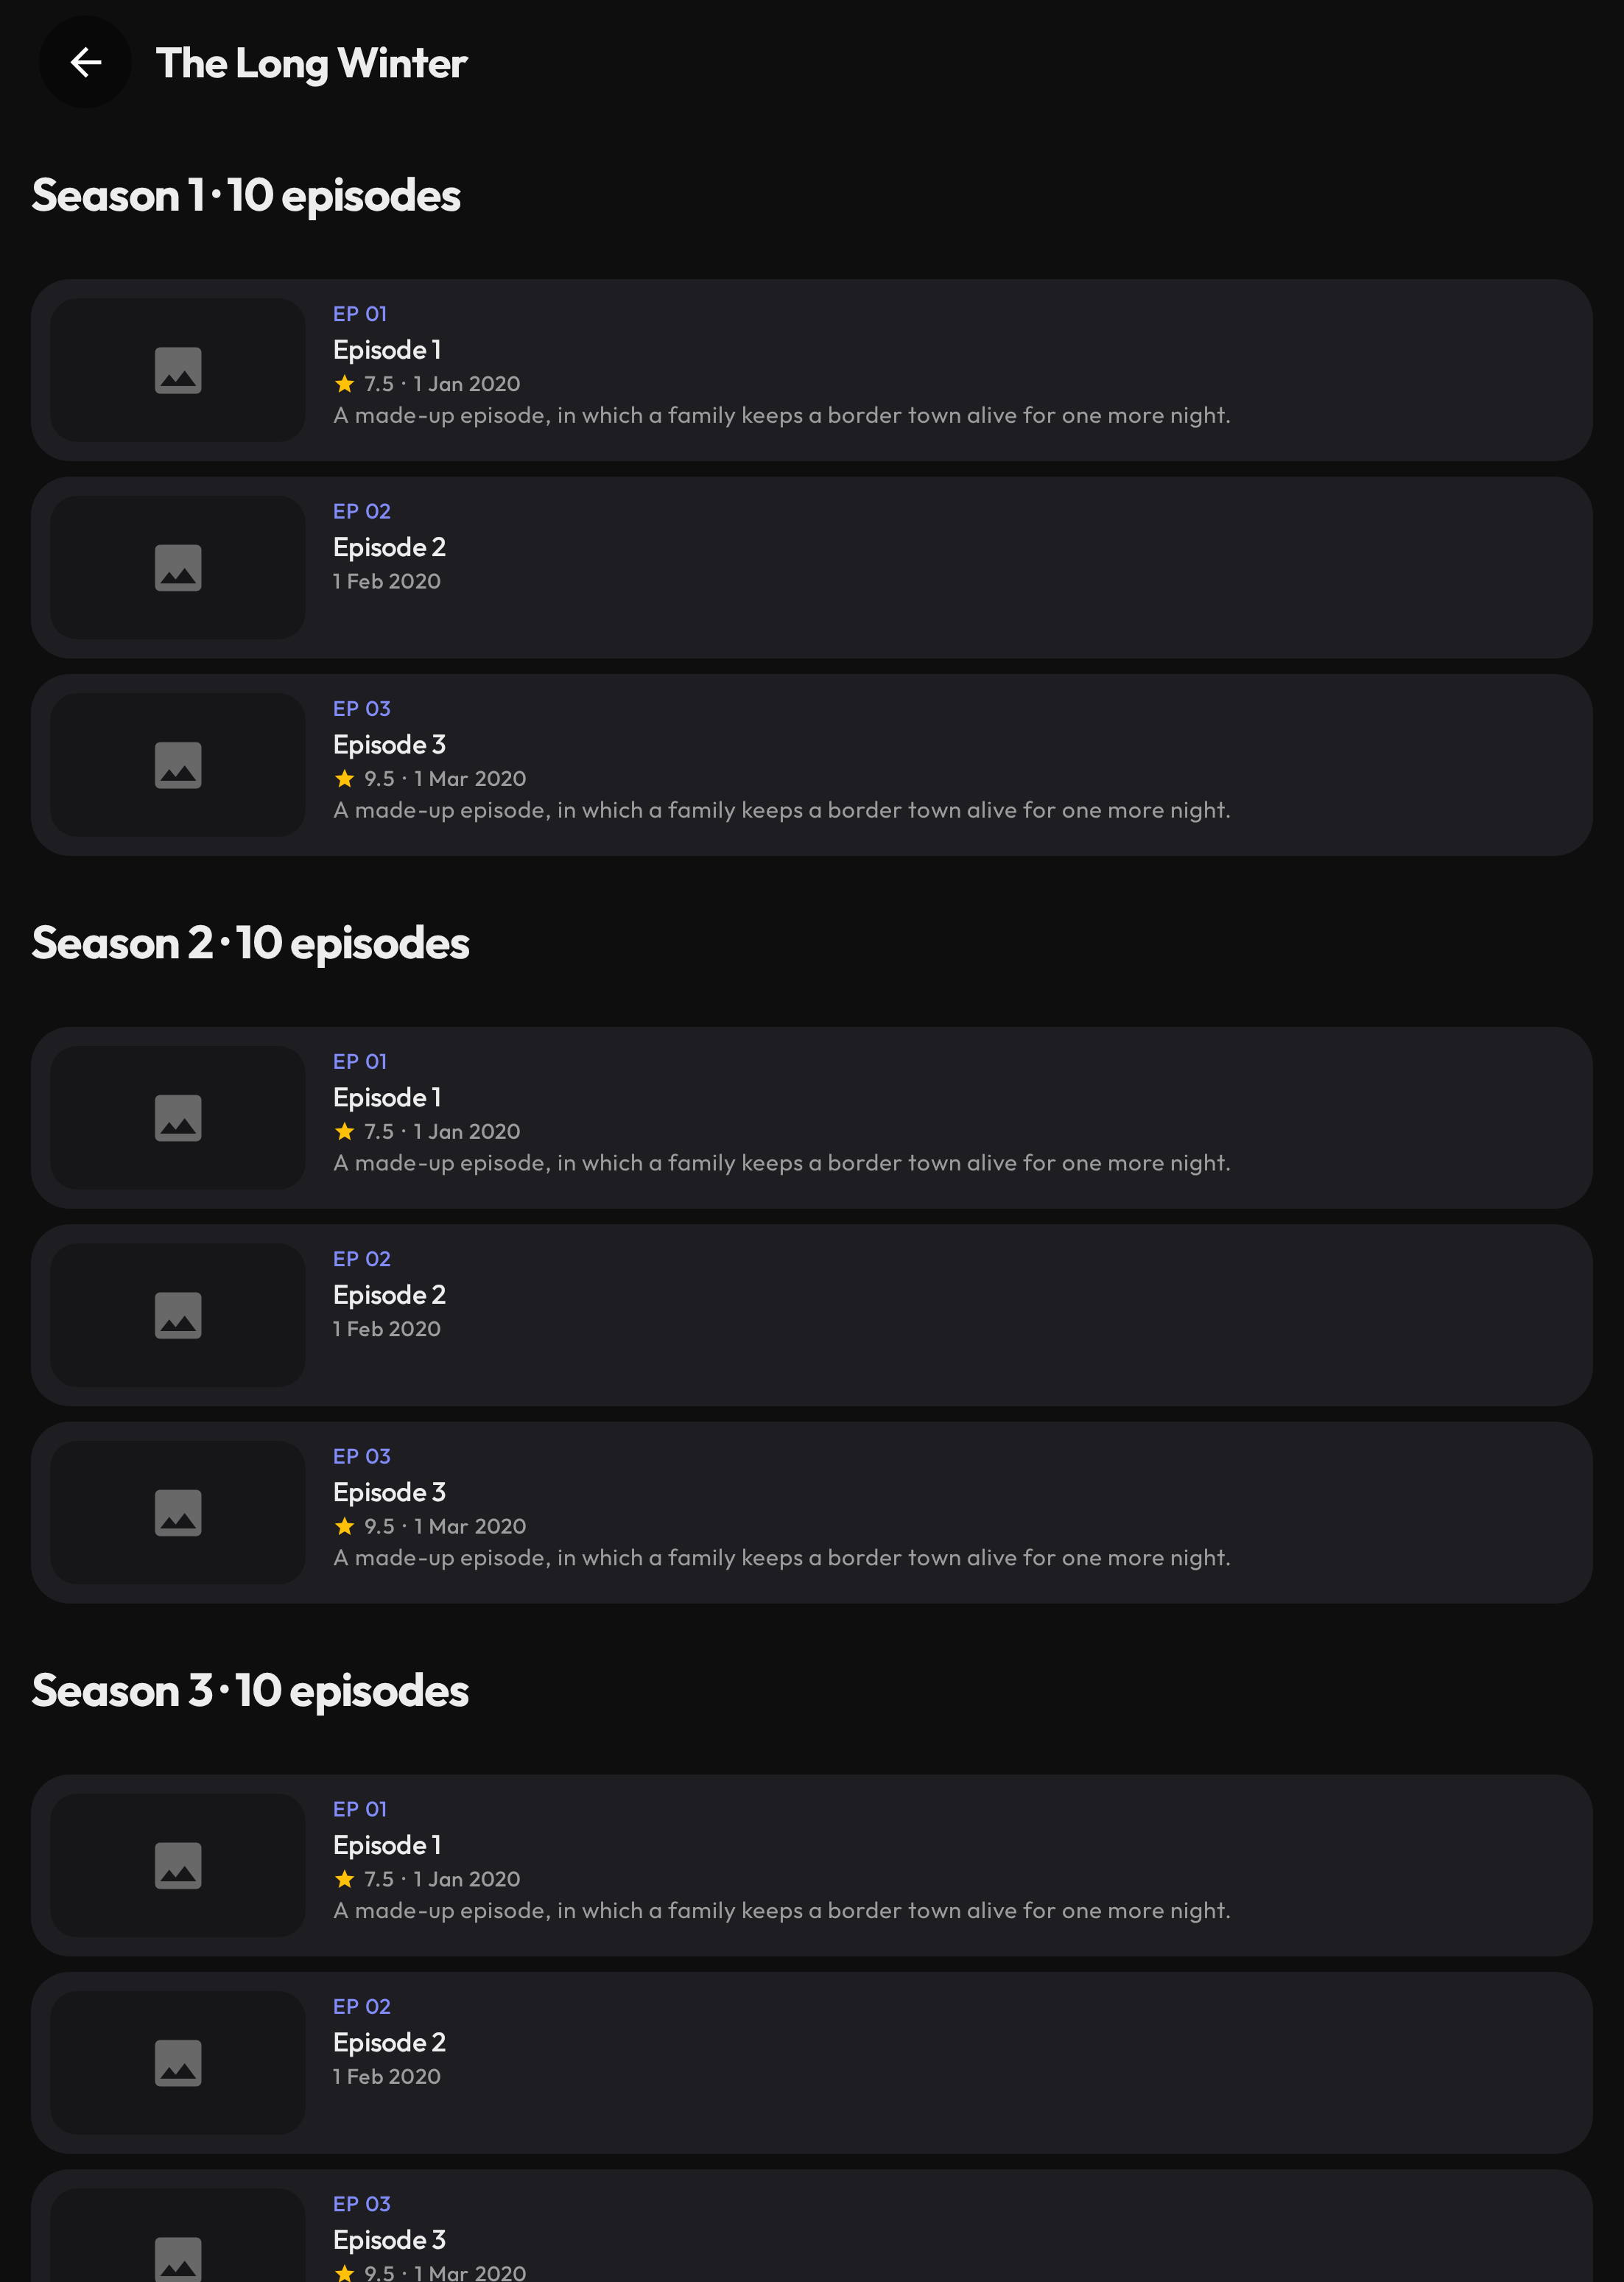 The Long Winter
Season 1 · 10 episodes
EP 01
Episode 1
7.5 · 1 Jan 2020
A made-up episode, in which a family keeps a border town alive for one more night.
EP 02
Episode 2
1 Feb 2020
EP 03
Episode 3
9.5 · 1 Mar 2020
A made-up episode, in which a family keeps a border town alive for one more night.
Season 2 · 10 episodes
EP 01
Episode 1
7.5 · 1 Jan 2020
A made-up episode, in which a family keeps a border town alive for one more night.
EP 02
Episode 2
1 Feb 2020
EP 03
Episode 3
9.5 · 1 Mar 2020
A made-up episode, in which a family keeps a border town alive for one more night.
Season 3 · 10 episodes
EP 01
Episode 1
7.5 · 1 Jan 2020
A made-up episode, in which a family keeps a border town alive for one more night.
EP 02
Episode 2
1 Feb 2020
EP 03
Episode 3
9.5 · 1 Mar 2020